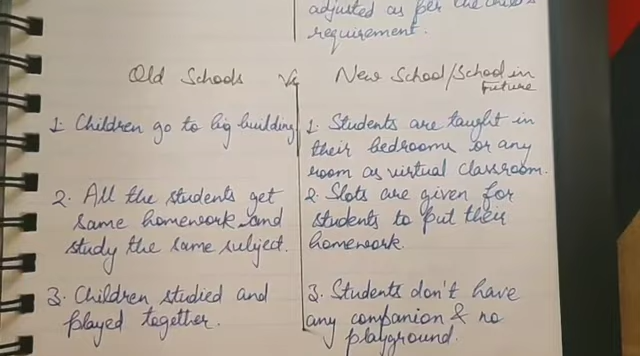 adjusted as per the child's
requirement.
Old Schools Vs New School/School in
Future
1. Children go to big building
2. All the students get
same homework and
study the same subject.
3. Children studied and
played together.
1. Students are taught in
their bedrooms or any
room as virtual classroom.
2. Slots are given for
students to put their
homework.
3. Students don't have
any companion & no
playground.